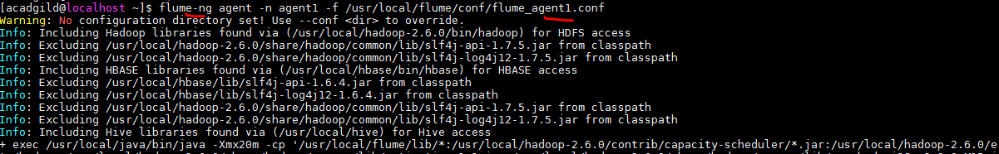 [acadgild@localhost ~]$ flume-ng agent -n agent1 -f /usr/local/flume/conf/flume_agent1.conf
Warning: No configuration directory set! Use --conf <dir> to override.
Info: Including Hadoop libraries found via (/usr/local/hadoop-2.6.0/bin/hadoop) for HDFS access
Info: Excluding /usr/local/hadoop-2.6.0/share/hadoop/common/lib/slf4j-api-1.7.5.jar from classpath
Info: Excluding /usr/local/hadoop-2.6.0/share/hadoop/common/lib/slf4j-log4j12-1.7.5.jar from classpath
Info: Including HBASE libraries found via (/usr/local/hbase/bin/hbase) for HBASE access
Info: Excluding /usr/local/hbase/lib/slf4j-api-1.6.4.jar from classpath
Info: Excluding /usr/local/hbase/lib/slf4j-log4j12-1.6.4.jar from classpath
Info: Excluding /usr/local/hadoop-2.6.0/share/hadoop/common/lib/slf4j-api-1.7.5.jar from classpath
Info: Excluding /usr/local/hadoop-2.6.0/share/hadoop/common/lib/slf4j-log4j12-1.7.5.jar from classpath
Info: Including Hive libraries found via (/usr/local/hive) for Hive access
+ exec /usr/local/java/bin/java -Xmx20m -cp '/usr/local/flume/lib/*:/usr/local/hadoop-2.6.0/contrib/capacity-scheduler/*.jar:/usr/local/hadoop-2.6.0/e